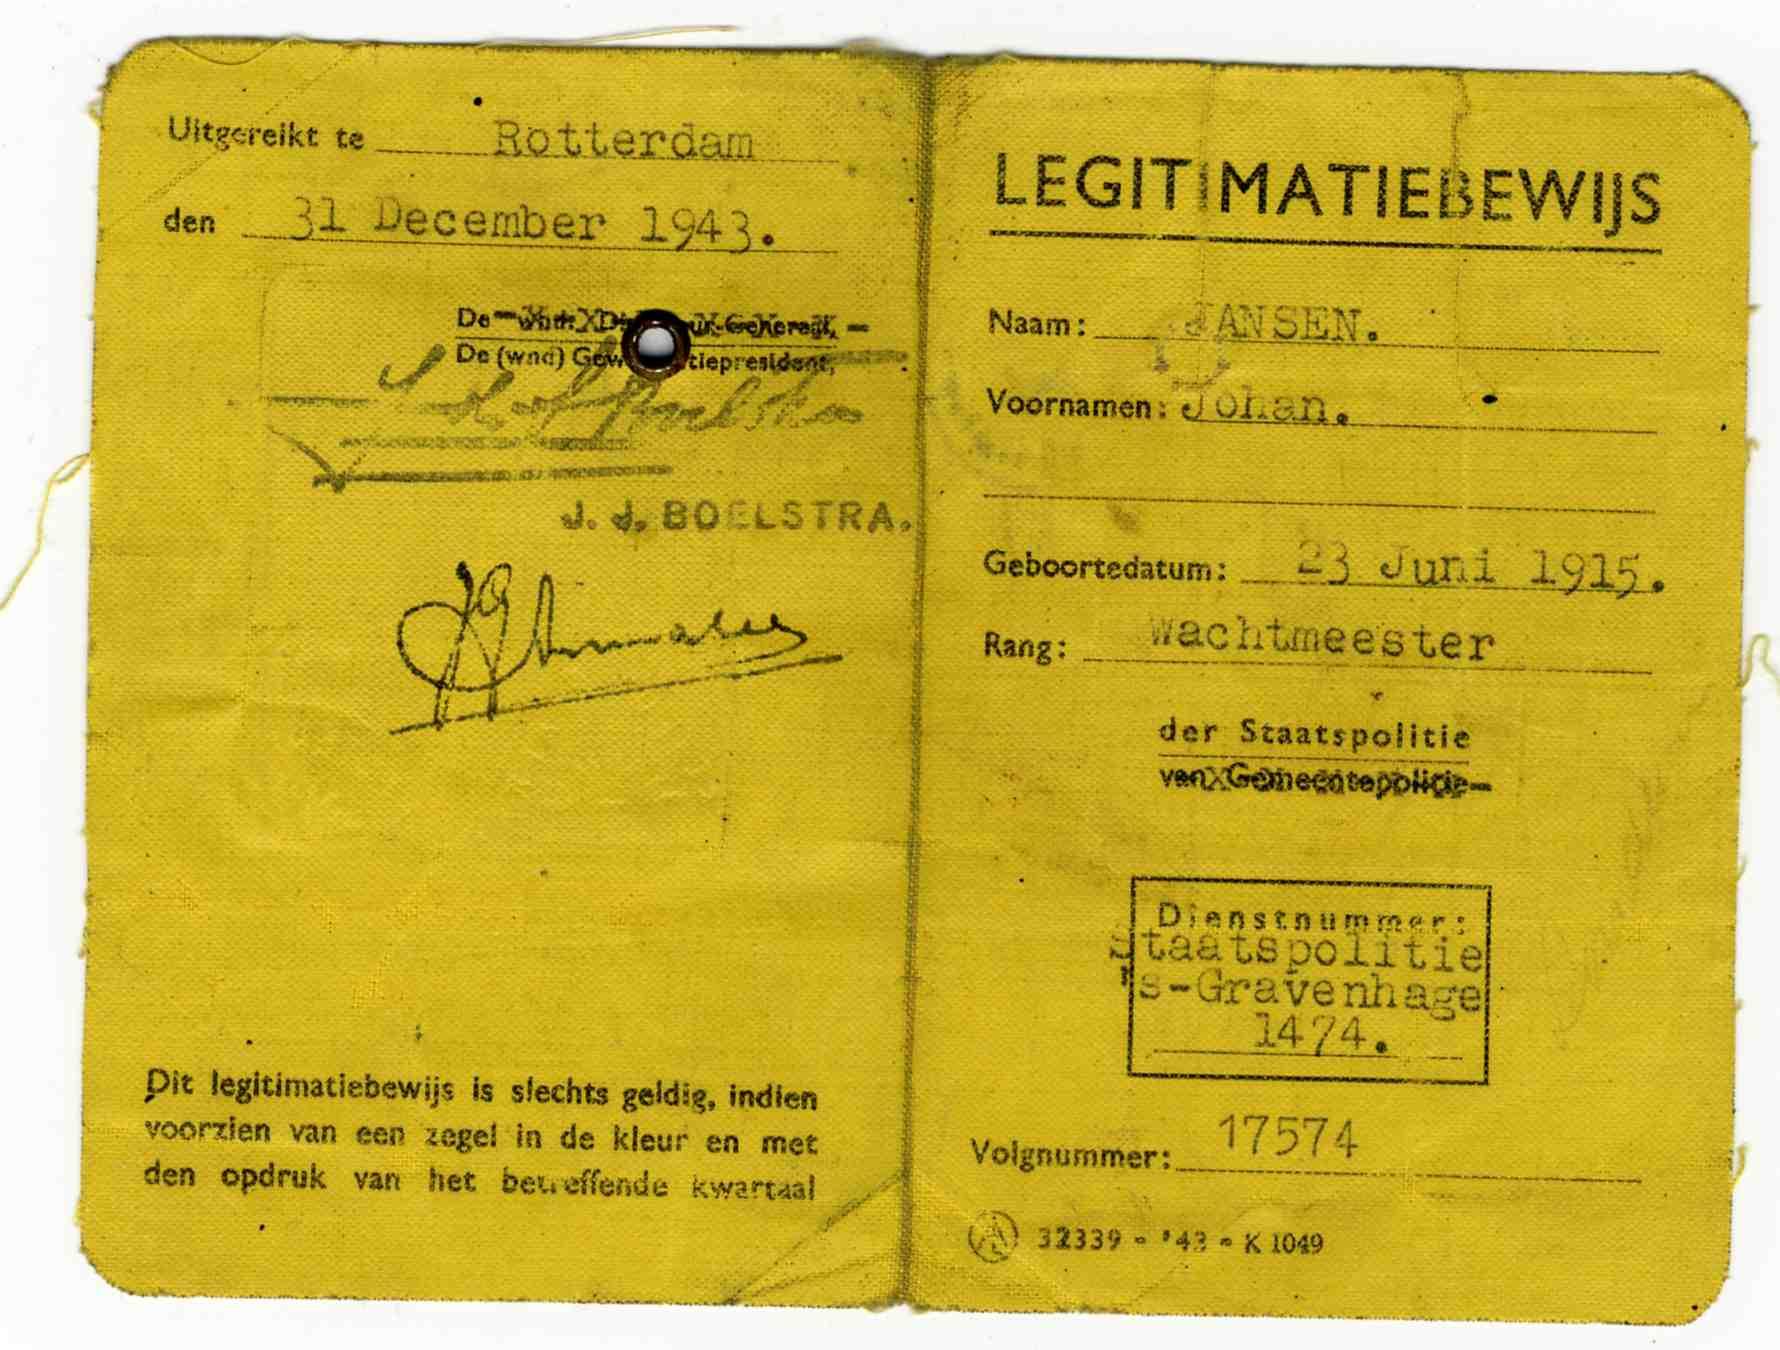 Uitgereikt te Rotterdam
den 31 December 1943.
De (wnd)
J. J. BOELSTRA.
Dit legitimatiebewijs is slechts geldig, indien
voorzien van een zegel in de kleur en met
den opdruk van het betreffende kwartaal
LEGITIMATIEBEWIJS
Naam: JANSEN.
Voornamen: Johan.
Geboortedatum: 23 Juni 1915.
Rang: Wachtmeester
der Staatspolitie
van Gemeentepolitie
Dienstnummer:
Staatspolitie
's-Gravenhage
1474.
Volgnummer: 17574
32339 - '43 - K 1049